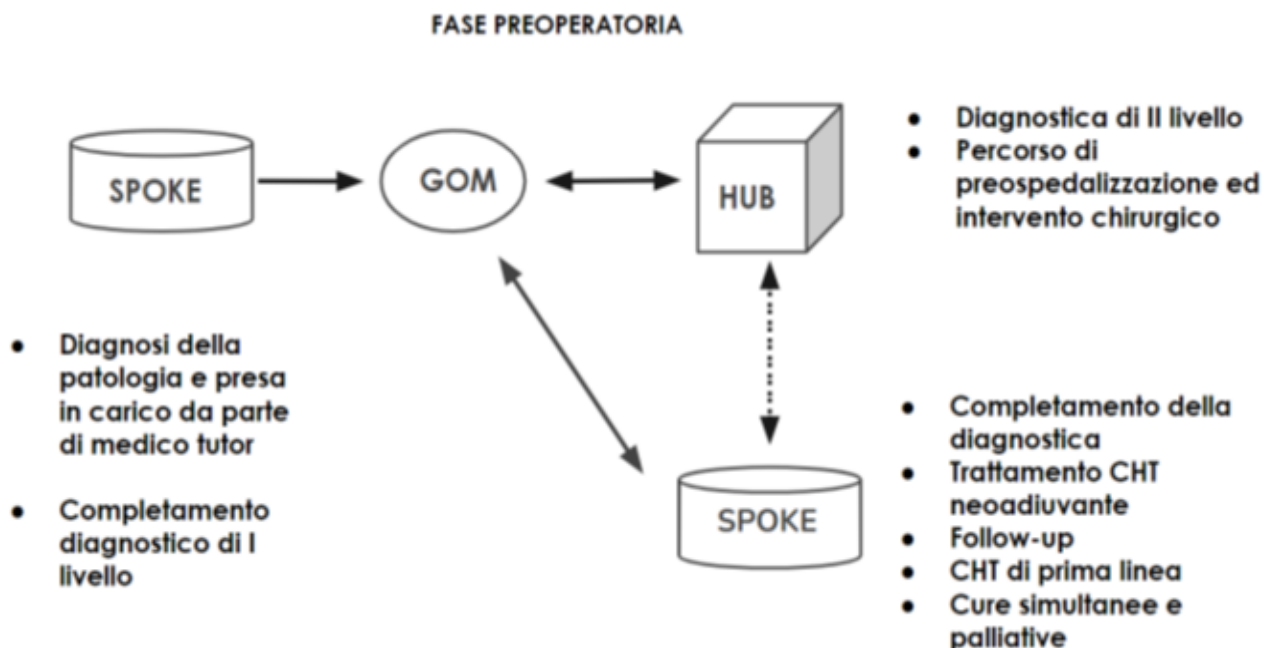 FASE PREOPERATORIA
SPOKE
GOM
HUB
● Diagnostica di II livello
● Percorso di
preospedalizzazione ed
intervento chirurgico
● Diagnosi della
patologia e presa
in carico da parte
di medico tutor
● Completamento
diagnostico di I
livello
SPOKE
● Completamento della
diagnostica
● Trattamento CHT
neoadiuvante
● Follow-up
● CHT di prima linea
● Cure simultanee e
palliative